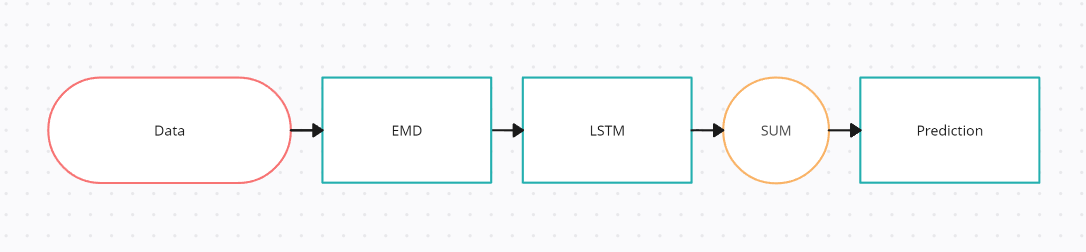 Data
EMD
LSTM
SUM
Prediction